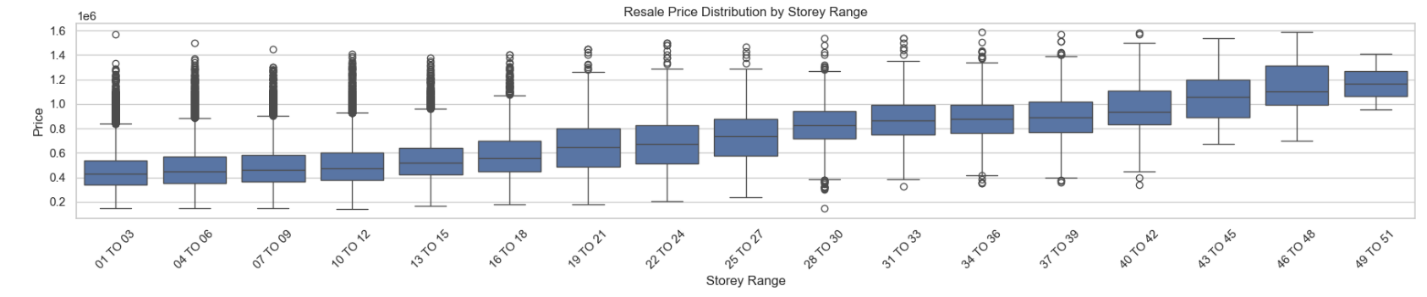 Resale Price Distribution by Storey Range
1e6
Price
1.6
1.4
1.2
1.0
0.8
0.6
0.4
0.2
01 TO 03
04 TO 06
07 TO 09
10 TO 12
13 TO 15
16 TO 18
19 TO 21
22 TO 24
25 TO 27
28 TO 30
31 TO 33
34 TO 36
37 TO 39
40 TO 42
43 TO 45
46 TO 48
49 TO 51
Storey Range